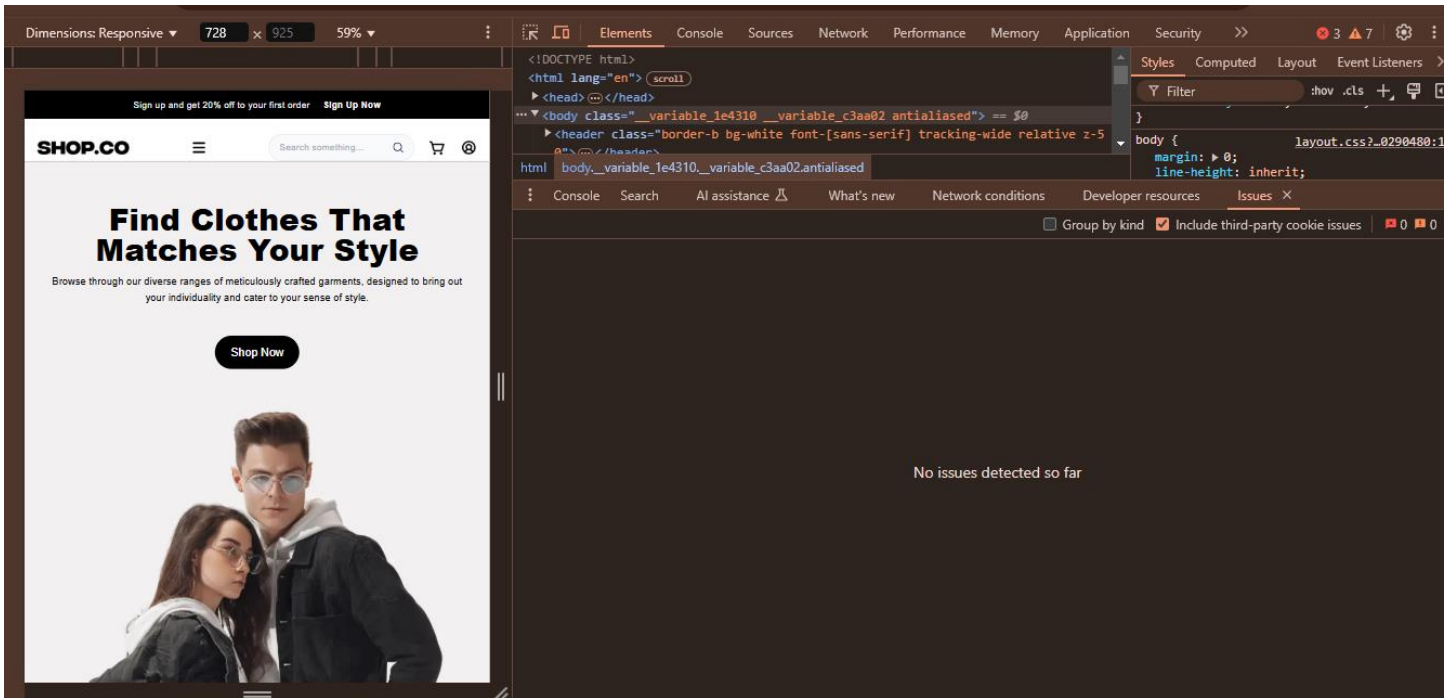 Dimensions: Responsive ▼ 728 × 925 59% ▼
Elements Console Sources Network Performance Memory Application Security >> 3 7
<!DOCTYPE html>
<html lang="en"> scroll
▶<head> ⋯ </head>
⋯ ▼<body class="__variable_1e4310 __variable_c3aa02 antialiased"> == $0
▶<header class="border-b bg-white font-[sans-serif] tracking-wide relative z-5
0"> ⋯ </header>
html body.__variable_1e4310.__variable_c3aa02.antialiased
Styles Computed Layout Event Listeners
Filter :hov .cls +
}
body { layout.css?…0290480:1
margin: ▶ 0;
line-height: inherit;
Console Search AI assistance What's new Network conditions Developer resources Issues ×
Group by kind Include third-party cookie issues 0 0
No issues detected so far
Sign up and get 20% off to your first order Sign Up Now
SHOP.CO Search something...
Find Clothes That
Matches Your Style
Browse through our diverse ranges of meticulously crafted garments, designed to bring out
your individuality and cater to your sense of style.
Shop Now